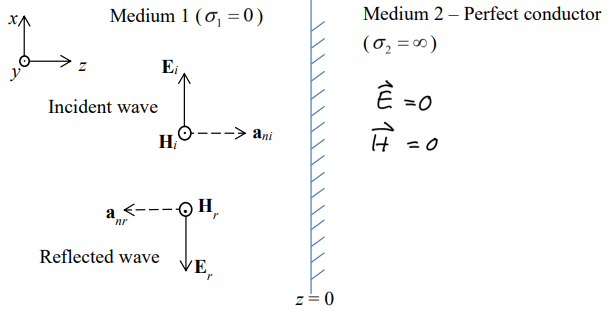 Medium 1 (σ₁ = 0)
Medium 2 – Perfect conductor
(σ₂ = ∞)
x
z
y
Eᵢ
Incident wave
Hᵢ
aₙᵢ
E⃗ = 0
H⃗ = 0
aₙᵣ
Hᵣ
Reflected wave
Eᵣ
z = 0